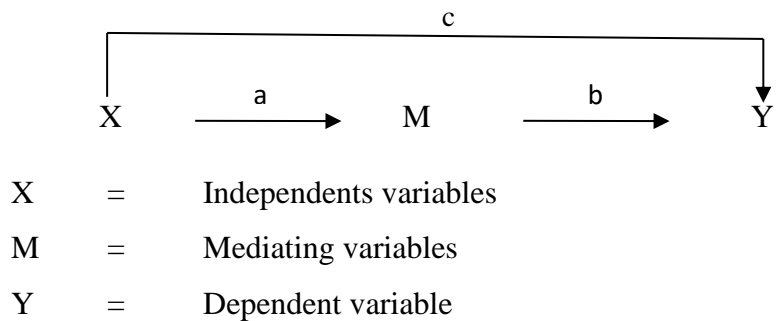 c
a b
X M Y
X = Independents variables
M = Mediating variables
Y = Dependent variable